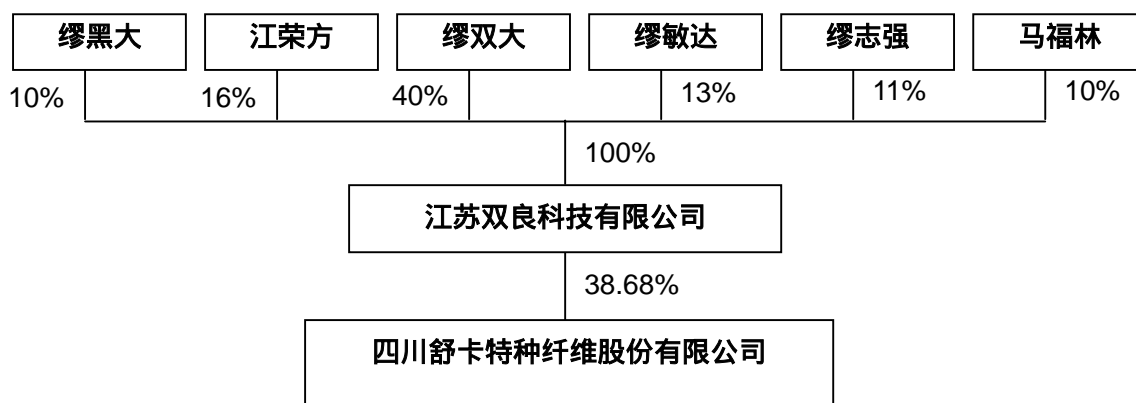 缪黑大 江荣方 缪双大 缪敏达 缪志强 马福林
10% 16% 40% 13% 11% 10%
100%
江苏双良科技有限公司
38.68%
四川舒卡特种纤维股份有限公司